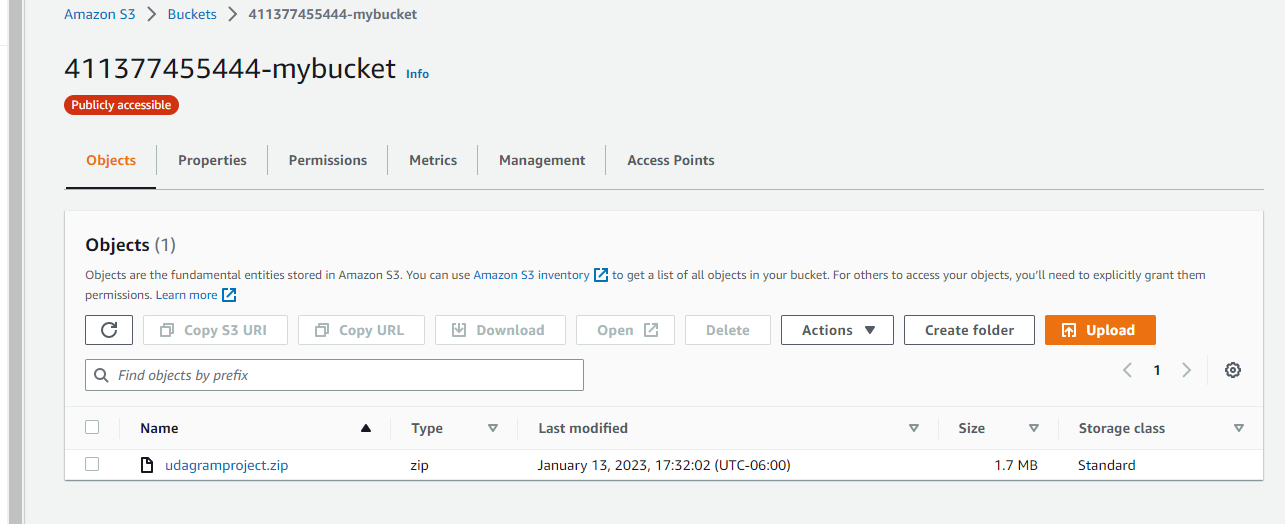 Amazon S3 > Buckets > 411377455444-mybucket
411377455444-mybucket Info
Publicly accessible
Objects Properties Permissions Metrics Management Access Points
Objects (1)
Objects are the fundamental entities stored in Amazon S3. You can use Amazon S3 inventory to get a list of all objects in your bucket. For others to access your objects, you'll need to explicitly grant them
permissions. Learn more
Copy S3 URI Copy URL Download Open Delete Actions Create folder Upload
Find objects by prefix 1
Name Type Last modified Size Storage class
udagramproject.zip zip January 13, 2023, 17:32:02 (UTC-06:00) 1.7 MB Standard